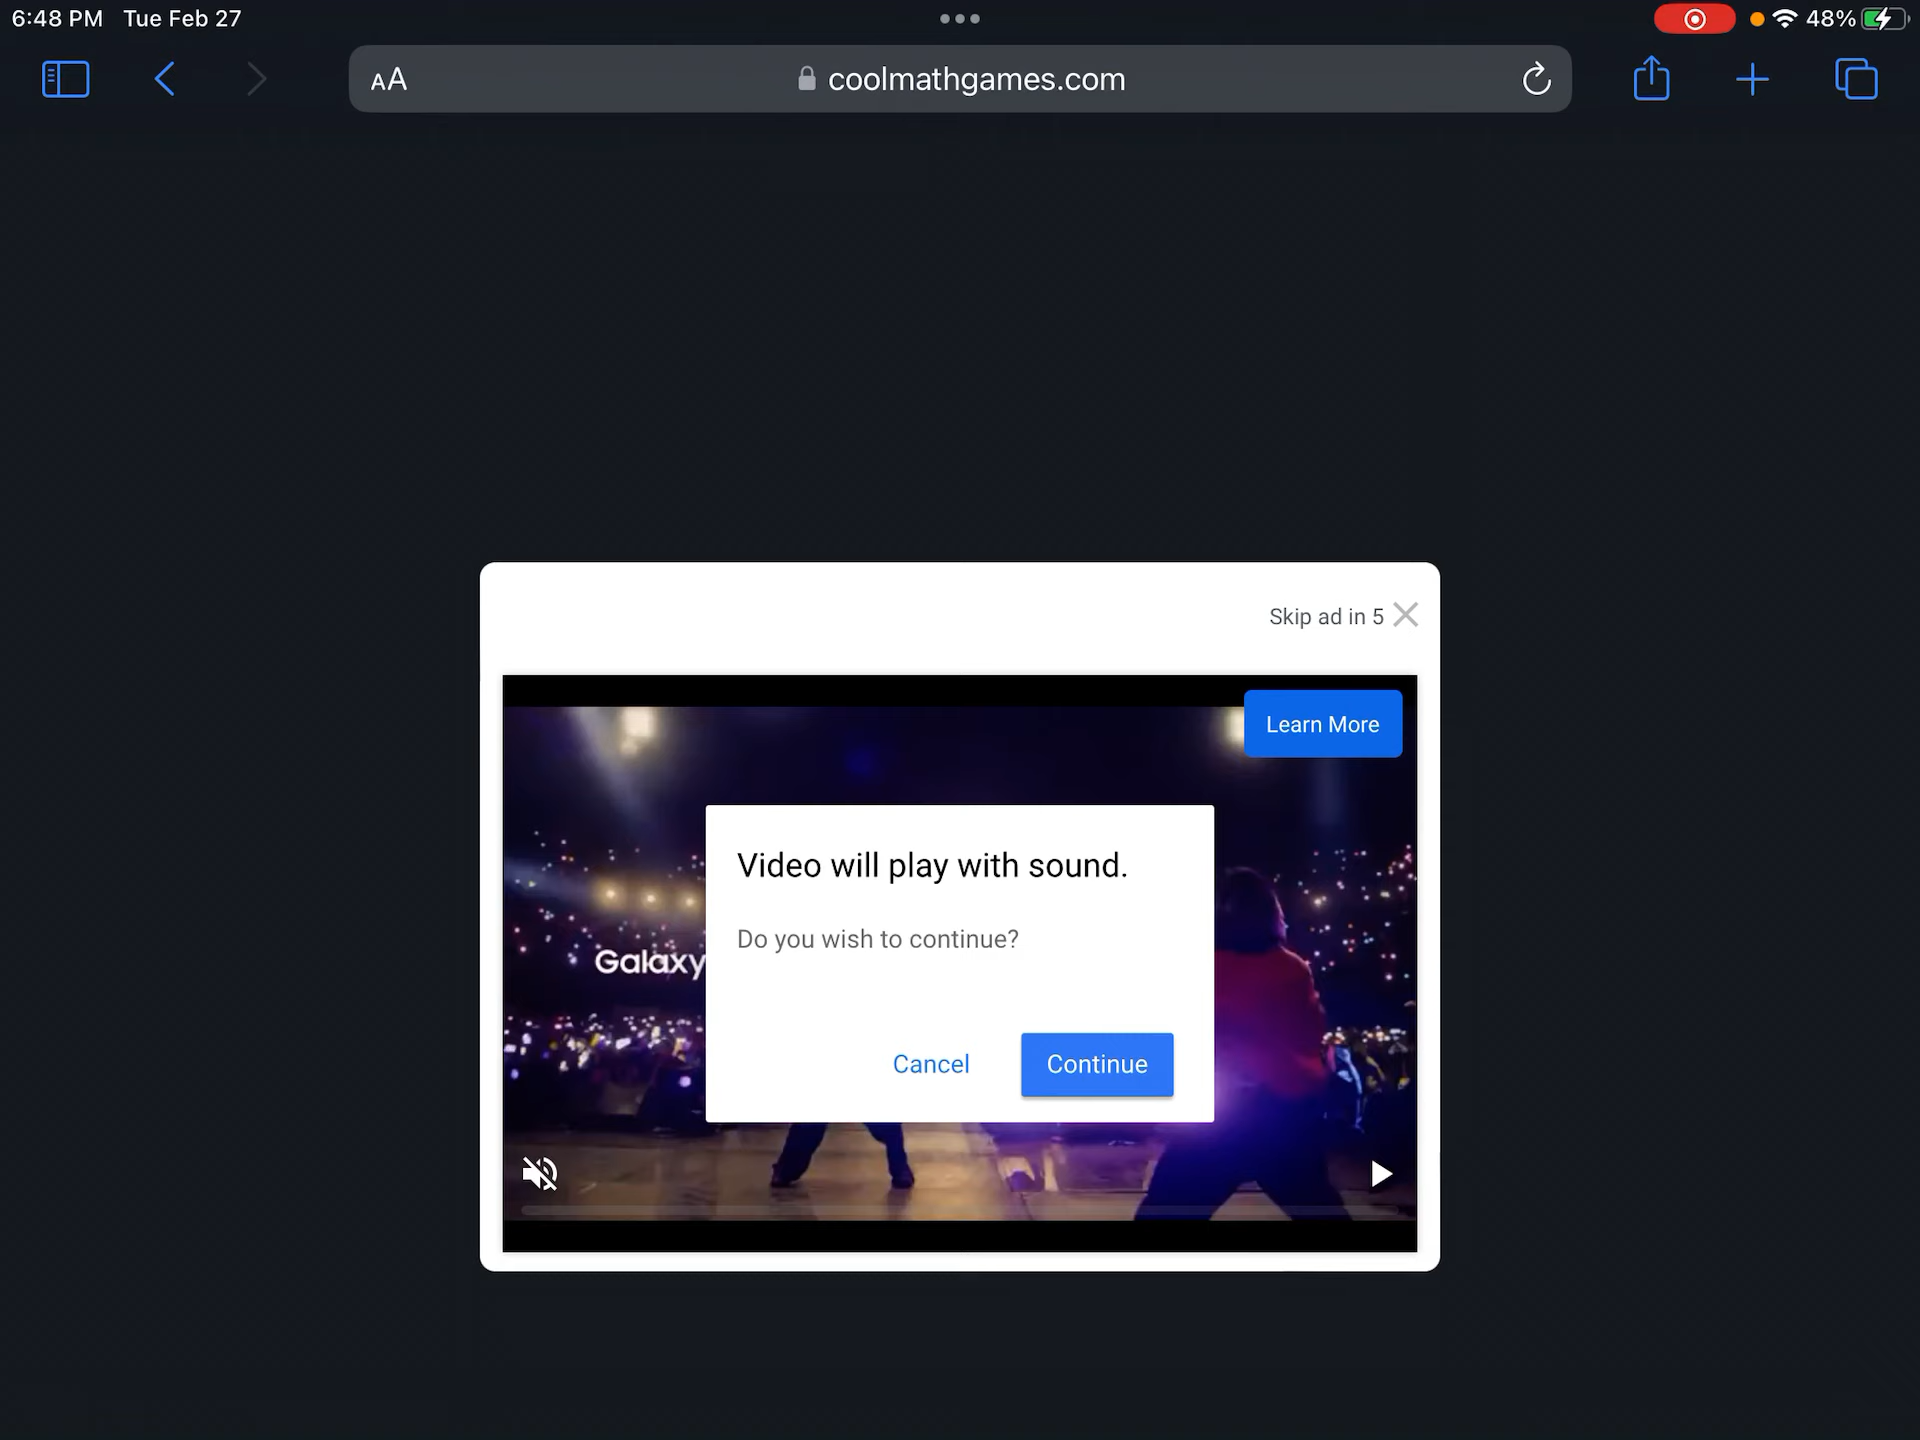 6:48 PM Tue Feb 27
48%
AA
coolmathgames.com
Skip ad in 5
Learn More
Video will play with sound.
Do you wish to continue?
Galaxy
Cancel
Continue